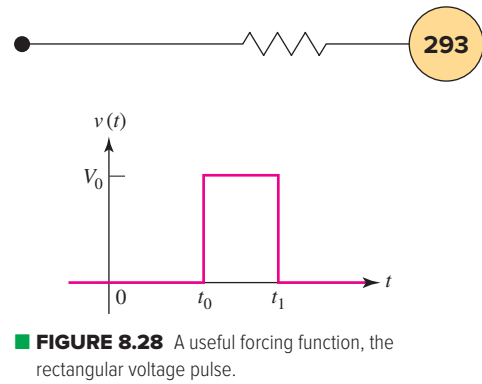 293
v(t)
V₀
t
0 t₀ t₁
FIGURE 8.28 A useful forcing function, the
rectangular voltage pulse.